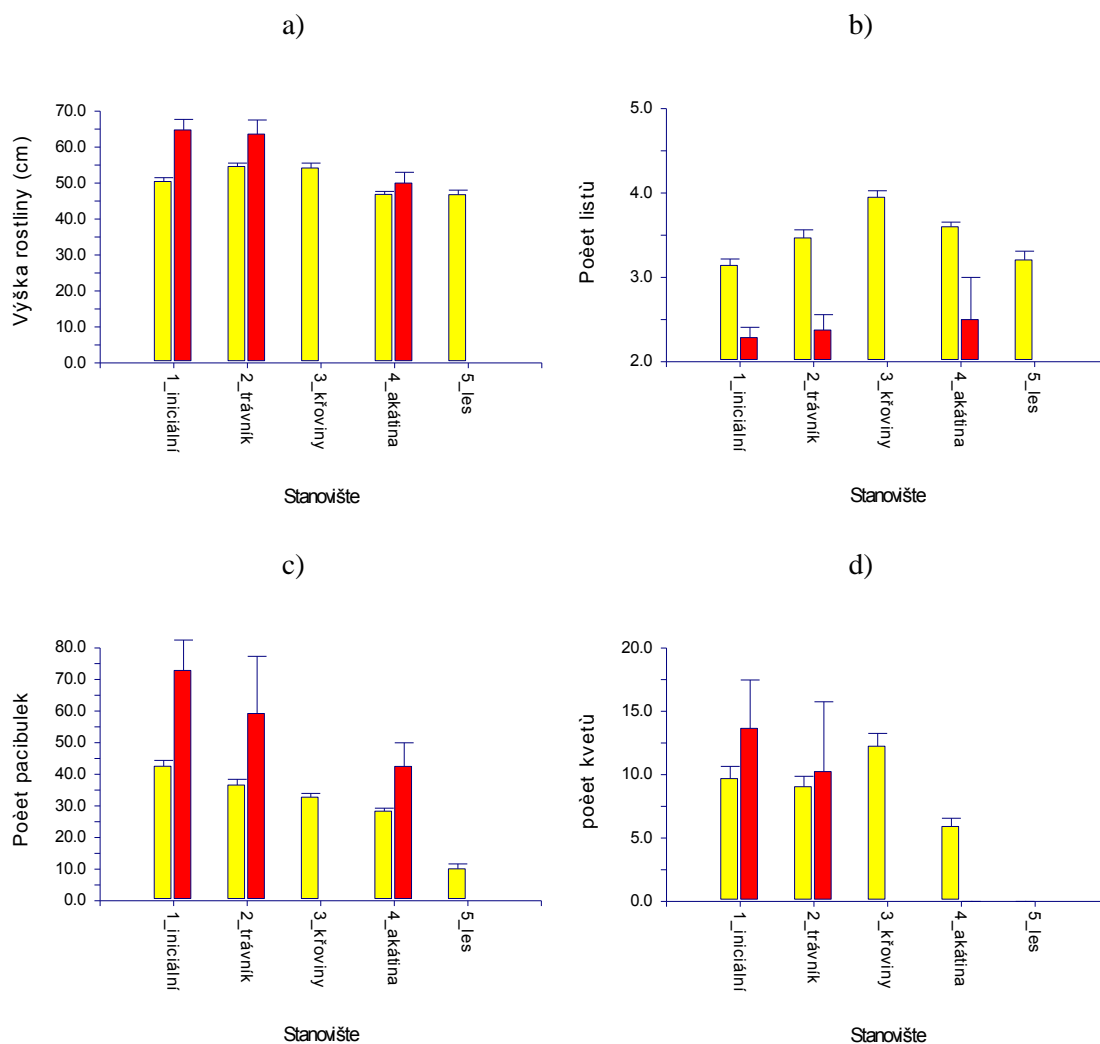 a)
Výška rostliny (cm)
70.0
60.0
50.0
40.0
30.0
20.0
10.0
0.0
1_iniciální
2_trávník
3_křoviny
4_akátina
5_les
Stanovište
b)
Poèet listù
5.0
4.0
3.0
2.0
1_iniciální
2_trávník
3_křoviny
4_akátina
5_les
Stanovište
c)
Poèet pacibulek
80.0
70.0
60.0
50.0
40.0
30.0
20.0
10.0
0.0
1_iniciální
2_trávník
3_křoviny
4_akátina
5_les
Stanovište
d)
poèet kvetù
20.0
15.0
10.0
5.0
0.0
1_iniciální
2_trávník
3_křoviny
4_akátina
5_les
Stanovište